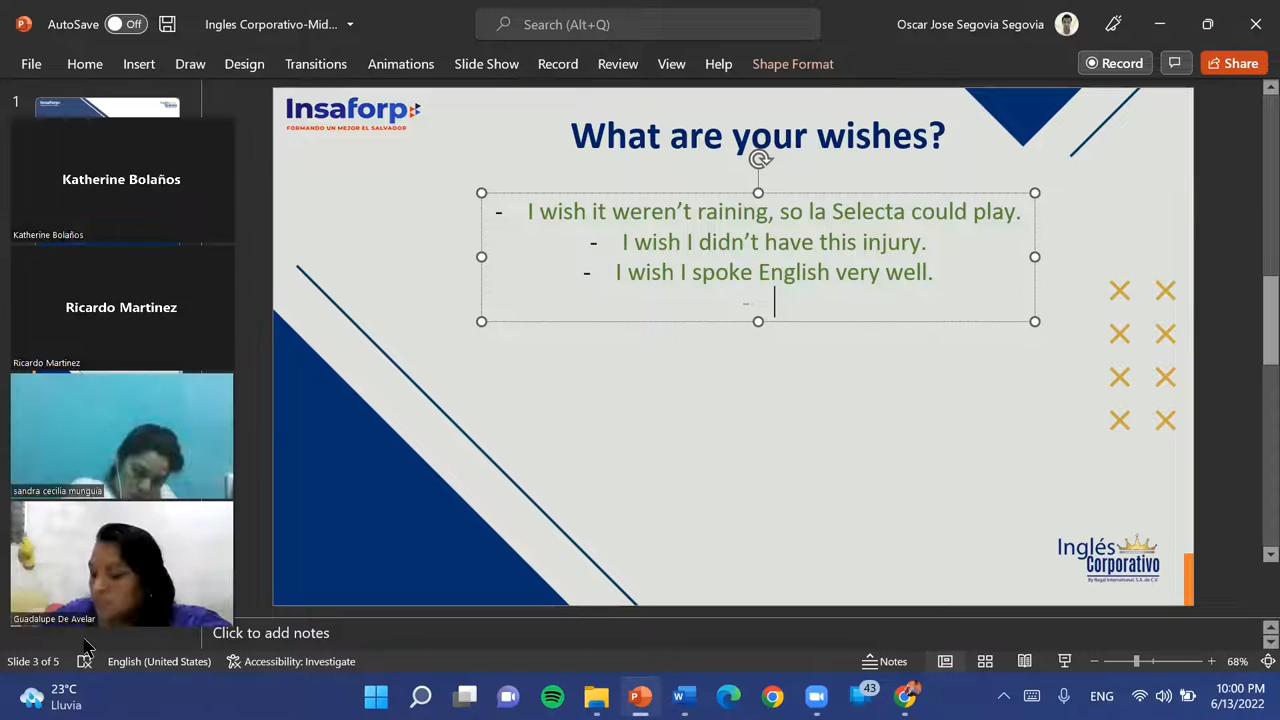 AutoSave Off Ingles Corporativo-Mid... Search (Alt+Q) Oscar Jose Segovia Segovia
File Home Insert Draw Design Transitions Animations Slide Show Record Review View Help Shape Format Record Share
1
Insaforp
FORMANDO UN MEJOR EL SALVADOR
What are your wishes?
- I wish it weren't raining, so la Selecta could play.
- I wish I didn't have this injury.
- I wish I spoke English very well.
-
Katherine Bolaños
Katherine Bolaños
Ricardo Martinez
Ricardo Martinez
sandra cecilia munguía
Guadalupe De Avelar
Inglés
Corporativo
By Regal International, S.A. de C.V.
Click to add notes
Slide 3 of 5 English (United States) Accessibility: Investigate Notes 68%
23°C
Lluvia
43
ENG
10:00 PM
6/13/2022